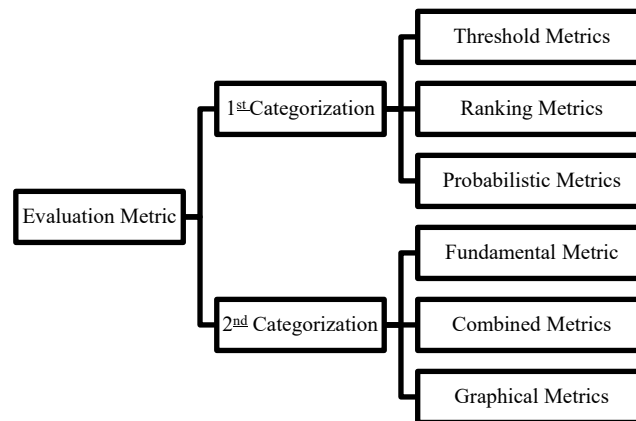 Threshold Metrics
1st Categorization
Ranking Metrics
Probabilistic Metrics
Evaluation Metric
Fundamental Metric
2nd Categorization
Combined Metrics
Graphical Metrics